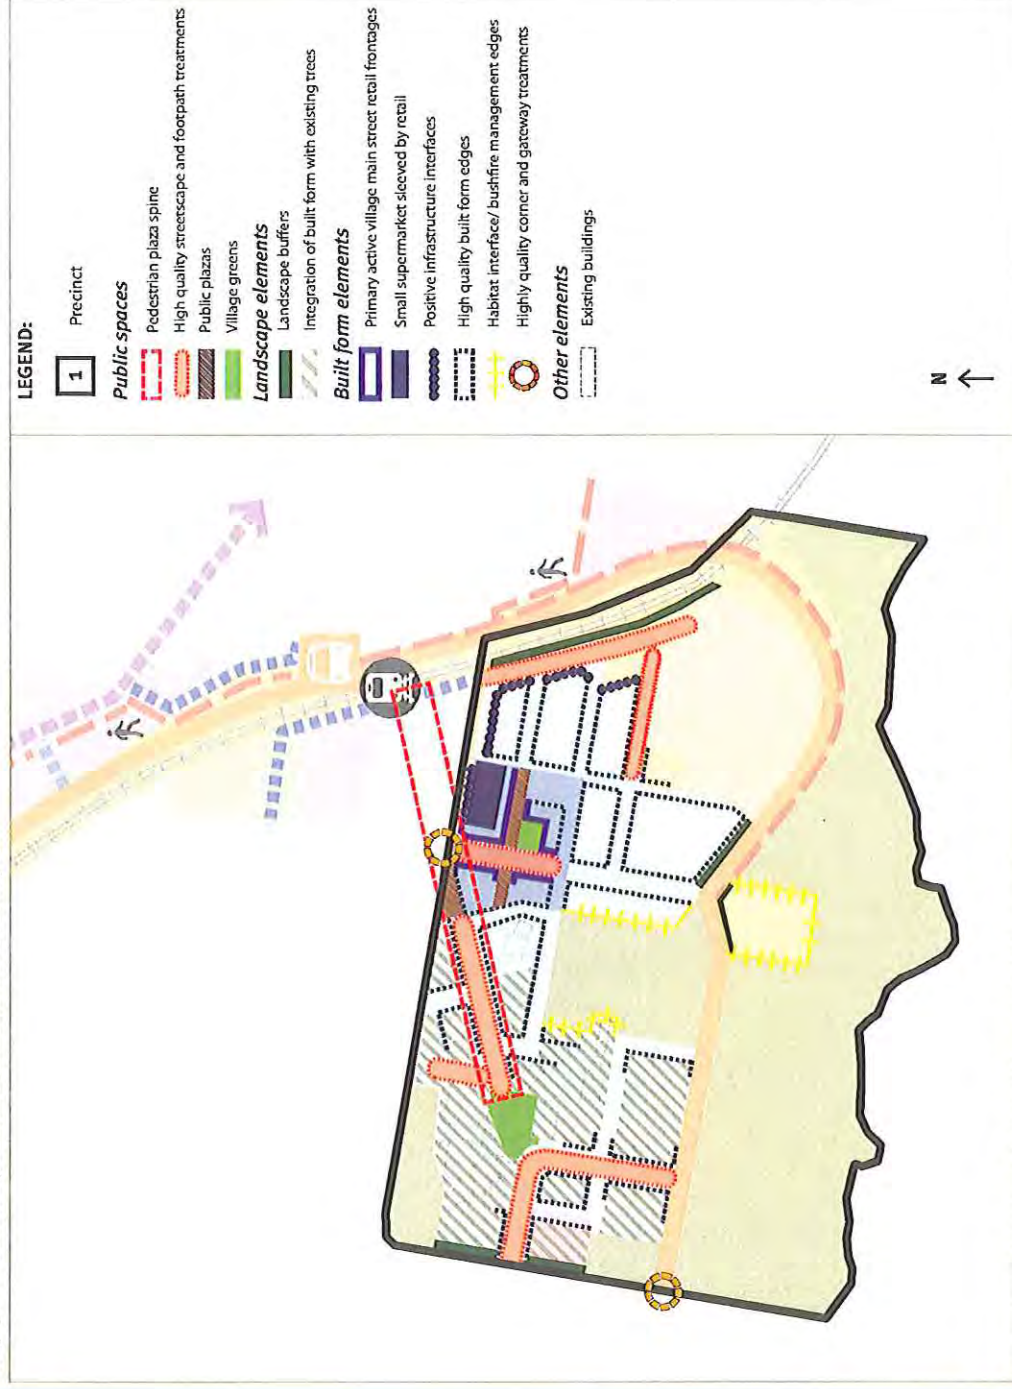 LEGEND:
1 Precinct
Public spaces
Pedestrian plaza spine
High quality streetscape and footpath treatments
Public plazas
Village greens
Landscape elements
Landscape buffers
Integration of built form with existing trees
Built form elements
Primary active village main street retail frontages
Small supermarket sleeved by retail
Positive infrastructure interfaces
High quality built form edges
Habitat interface/ bushfire management edges
Highly quality corner and gateway treatments
Other elements
Existing buildings
N